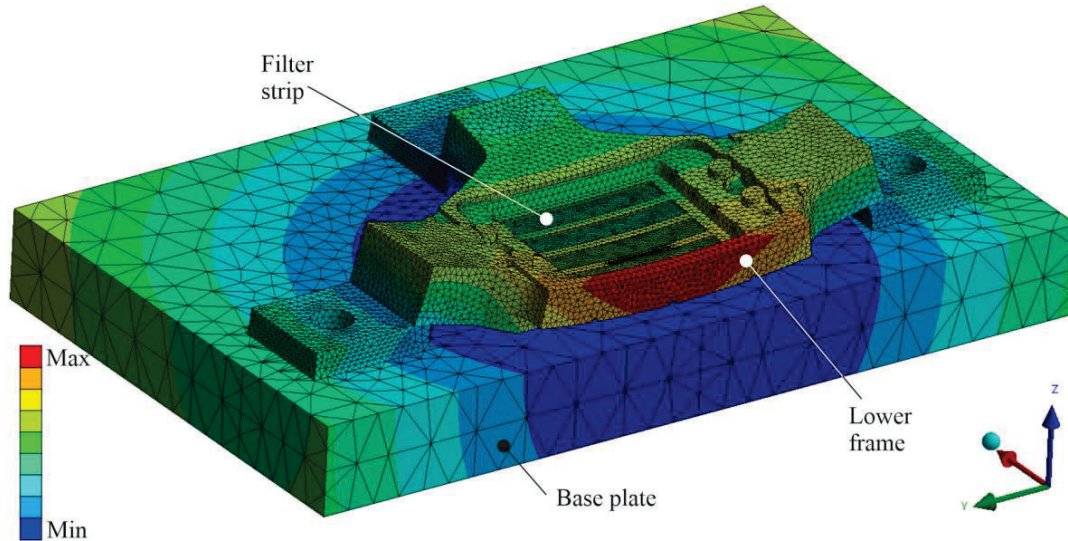 Filter
strip
Max
Min
Lower
frame
Base plate
Z
Y